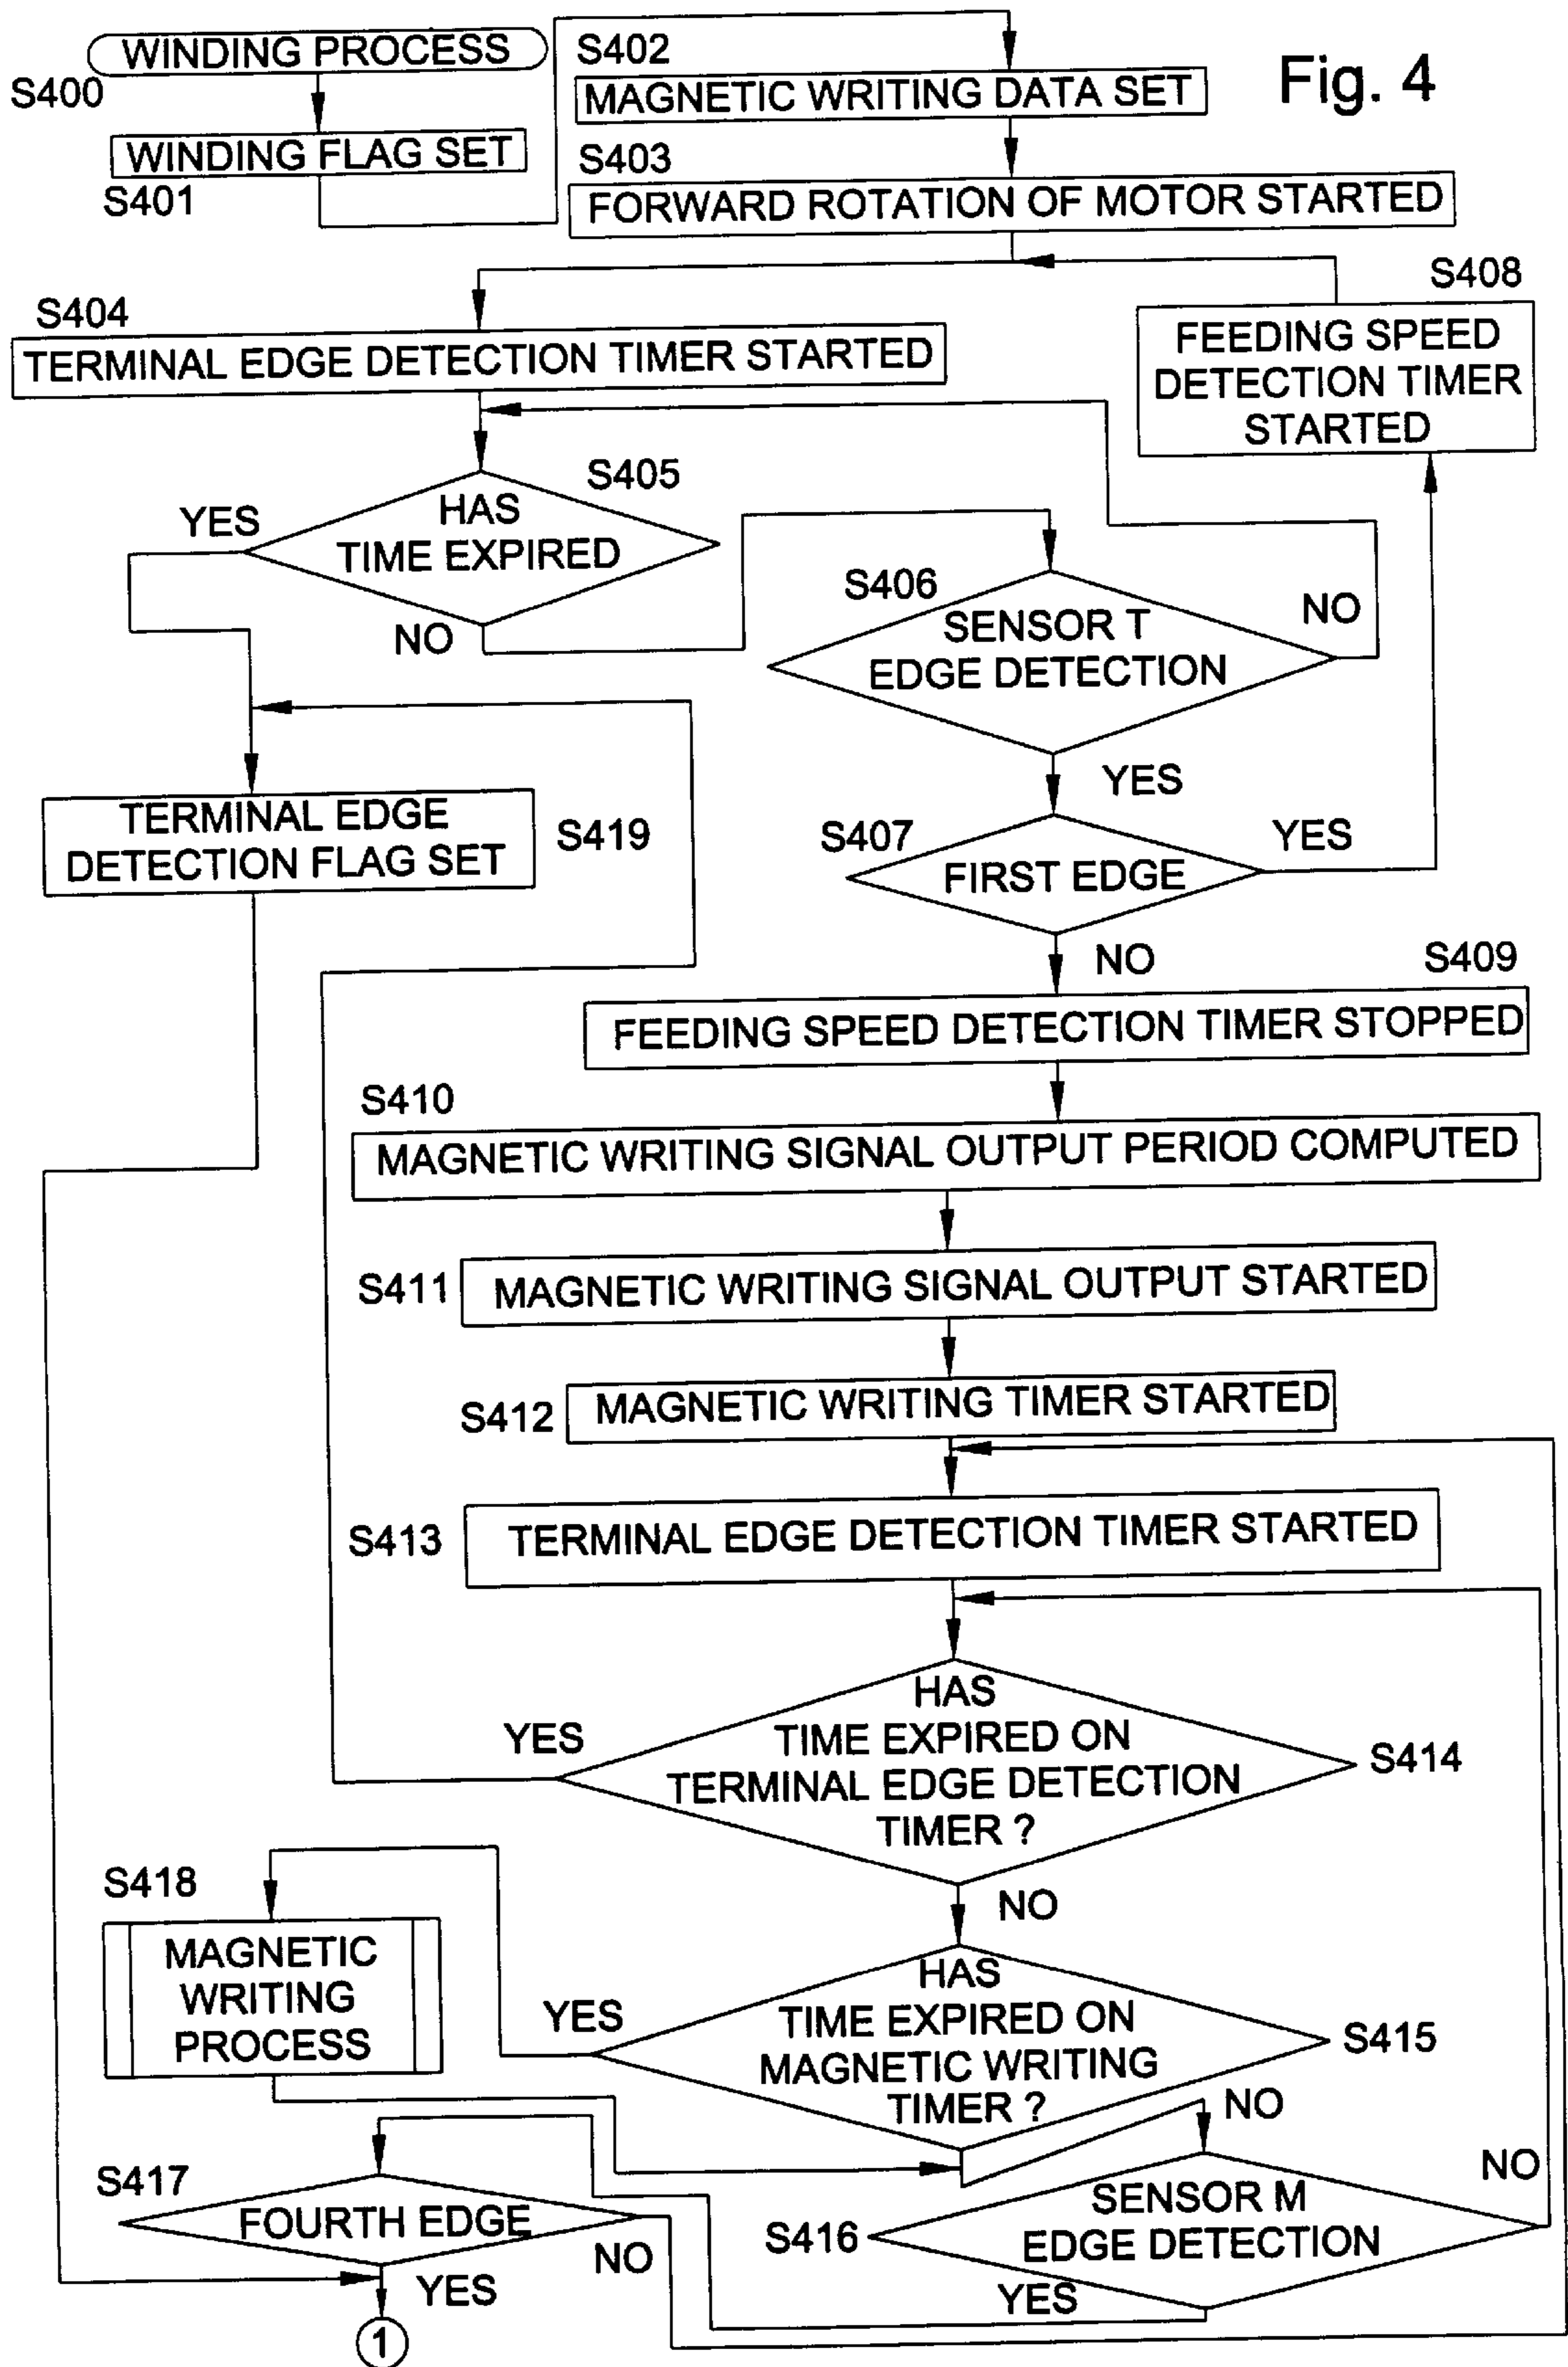 WINDING PROCESS
S400
WINDING FLAG SET
S401
S402
MAGNETIC WRITING DATA SET
Fig. 4
S403
FORWARD ROTATION OF MOTOR STARTED
S404
TERMINAL EDGE DETECTION TIMER STARTED
S408
FEEDING SPEED
DETECTION TIMER
STARTED
S405
YES
HAS
TIME EXPIRED
NO
S406
SENSOR T
EDGE DETECTION
NO
YES
S407
FIRST EDGE
YES
NO
TERMINAL EDGE
DETECTION FLAG SET
S419
S409
FEEDING SPEED DETECTION TIMER STOPPED
S410
MAGNETIC WRITING SIGNAL OUTPUT PERIOD COMPUTED
S411
MAGNETIC WRITING SIGNAL OUTPUT STARTED
S412
MAGNETIC WRITING TIMER STARTED
S413
TERMINAL EDGE DETECTION TIMER STARTED
YES
HAS
TIME EXPIRED ON
TERMINAL EDGE DETECTION
TIMER ?
S414
NO
S418
MAGNETIC
WRITING
PROCESS
YES
HAS
TIME EXPIRED ON
MAGNETIC WRITING
TIMER ?
S415
NO
S417
FOURTH EDGE
NO
YES
S416
SENSOR M
EDGE DETECTION
NO
YES
1